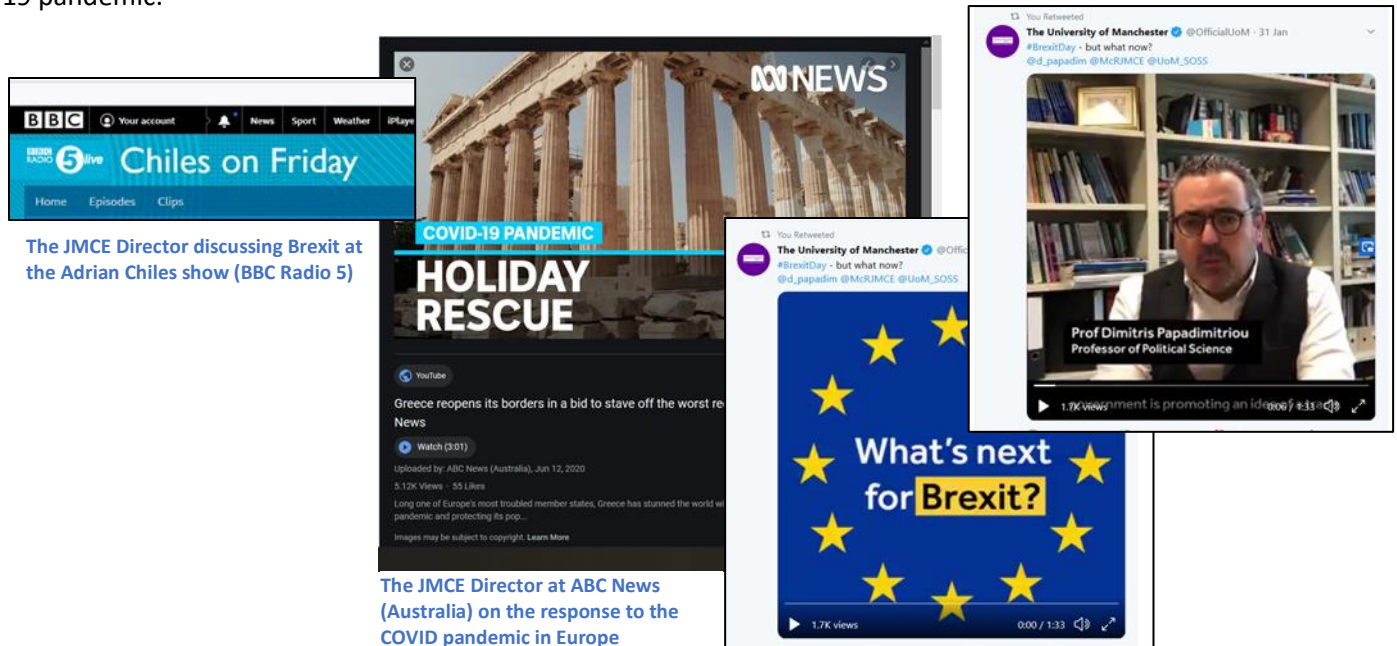 19 pandemic.
BBC Your account News Sport Weather iPlaye
BBC RADIO 5 live Chiles on Friday
Home Episodes Clips
The JMCE Director discussing Brexit at
the Adrian Chiles show (BBC Radio 5)
NEWS
COVID-19 PANDEMIC
HOLIDAY
RESCUE
YouTube
Greece reopens its borders in a bid to stave off the worst re
News
Watch (3:01)
Uploaded by: ABC News (Australia), Jun 12, 2020
5.12K Views · 55 Likes
Long one of Europe's most troubled member states, Greece has stunned the world wi
pandemic and protecting its pop...
Images may be subject to copyright. Learn More
The JMCE Director at ABC News
(Australia) on the response to the
COVID pandemic in Europe
You Retweeted
The University of Manchester @Offic
#BrexitDay - but what now?
@d_papadim @McRJMCE @UoM_SOSS
What's next
for Brexit?
1.7K views 0:00 / 1:33
You Retweeted
The University of Manchester @OfficialUoM · 31 Jan
#BrexitDay - but what now?
@d_papadim @McRJMCE @UoM_SOSS
Prof Dimitris Papadimitriou
Professor of Political Science
1.7K views 0:06 / 1:33